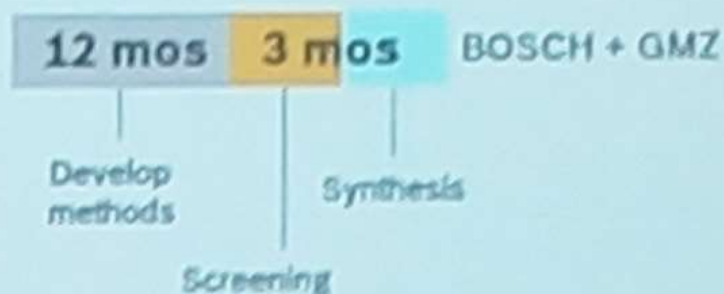 12 mos 3 mos BOSCH + GMZ
Develop
methods
Synthesis
Screening